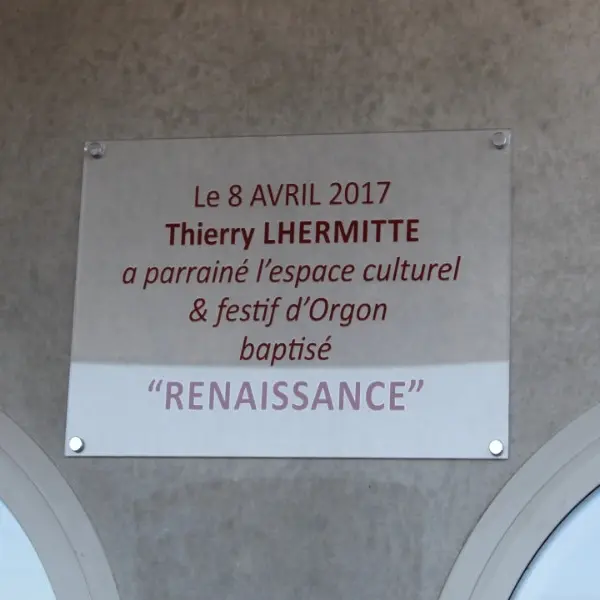 Le 8 AVRIL 2017
Thierry LHERMITTE
a parrainé l’espace culturel
& festif d’Orgon
baptisé
“RENAISSANCE”